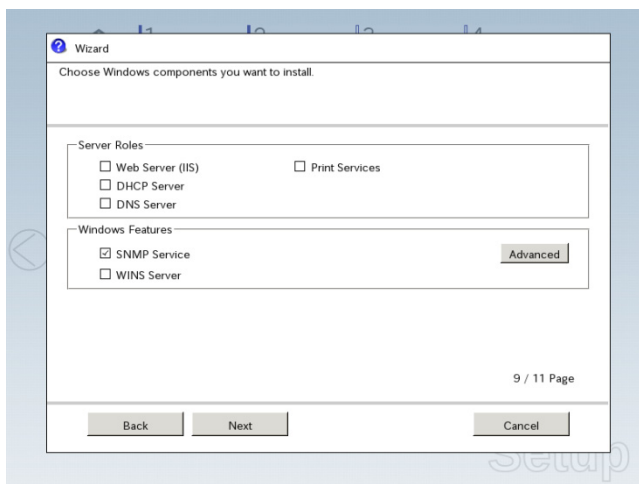 Wizard
Choose Windows components you want to install.
Server Roles
Web Server (IIS)
Print Services
DHCP Server
DNS Server
Windows Features
SNMP Service
Advanced
WINS Server
9 / 11 Page
Back
Next
Cancel
Setup